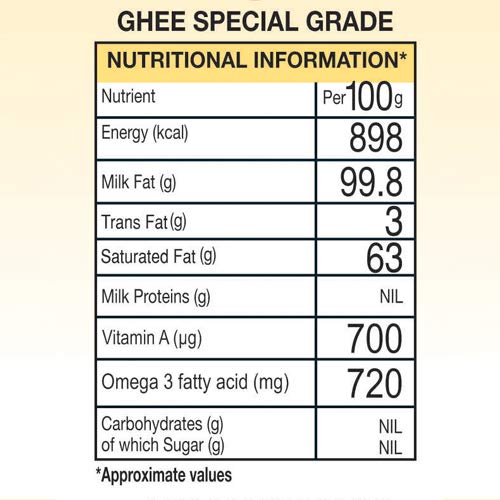 GHEE SPECIAL GRADE
NUTRITIONAL INFORMATION*
Nutrient Per 100 g
Energy (kcal) 898
Milk Fat (g) 99.8
Trans Fat (g) 3
Saturated Fat (g) 63
Milk Proteins (g) NIL
Vitamin A (µg) 700
Omega 3 fatty acid (mg) 720
Carbohydrates (g) NIL
of which Sugar (g) NIL
*Approximate values